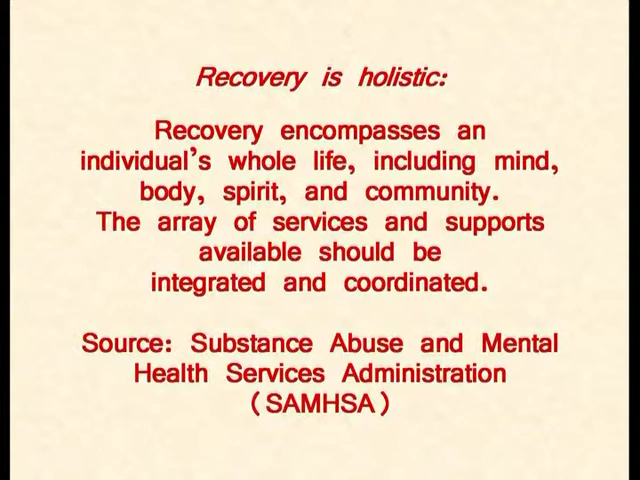 Recovery is holistic:
Recovery encompasses an
individual's whole life, including mind,
body, spirit, and community.
The array of services and supports
available should be
integrated and coordinated.
Source: Substance Abuse and Mental
Health Services Administration
(SAMHSA)